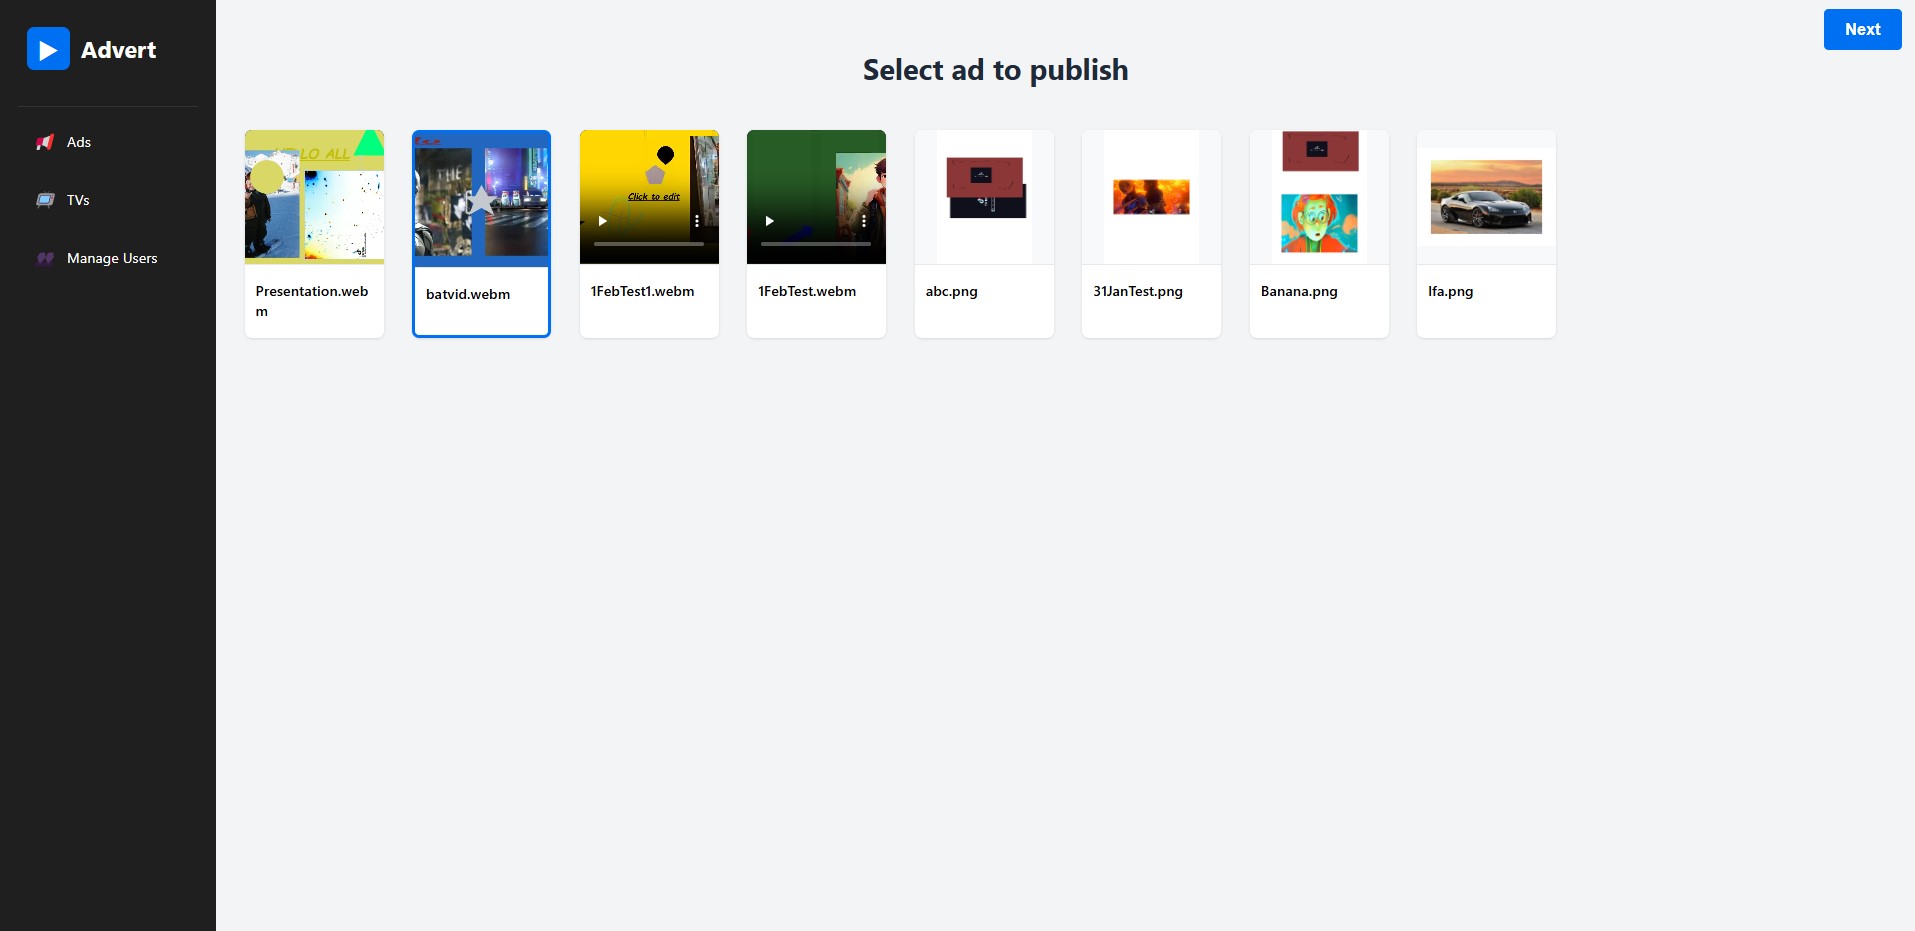 Advert
Next
Select ad to publish
Ads
TVs
Manage Users
LO ALL
THE
Click to edit
Presentation.web
m
batvid.webm
1FebTest1.webm
1FebTest.webm
abc.png
31JanTest.png
Banana.png
lfa.png